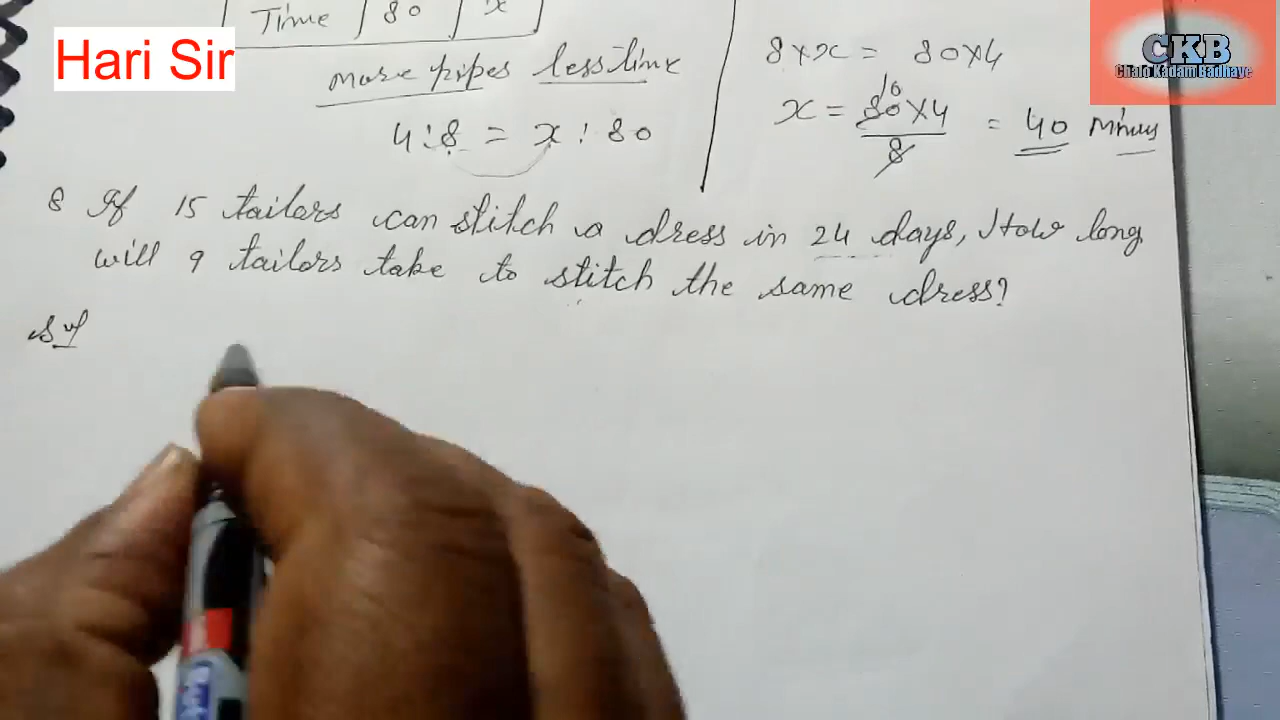 Time 80 x
Hari Sir
more pipes less time
4 : 8 = x : 80
8 × x = 80×4
10
x = 80×4 / 8 = 40 Minus
CKB
Chalo Kadam Badhaye
8 If 15 tailors can stitch a dress in 24 days, How long
will 9 tailors take to stitch the same dress?
Sol